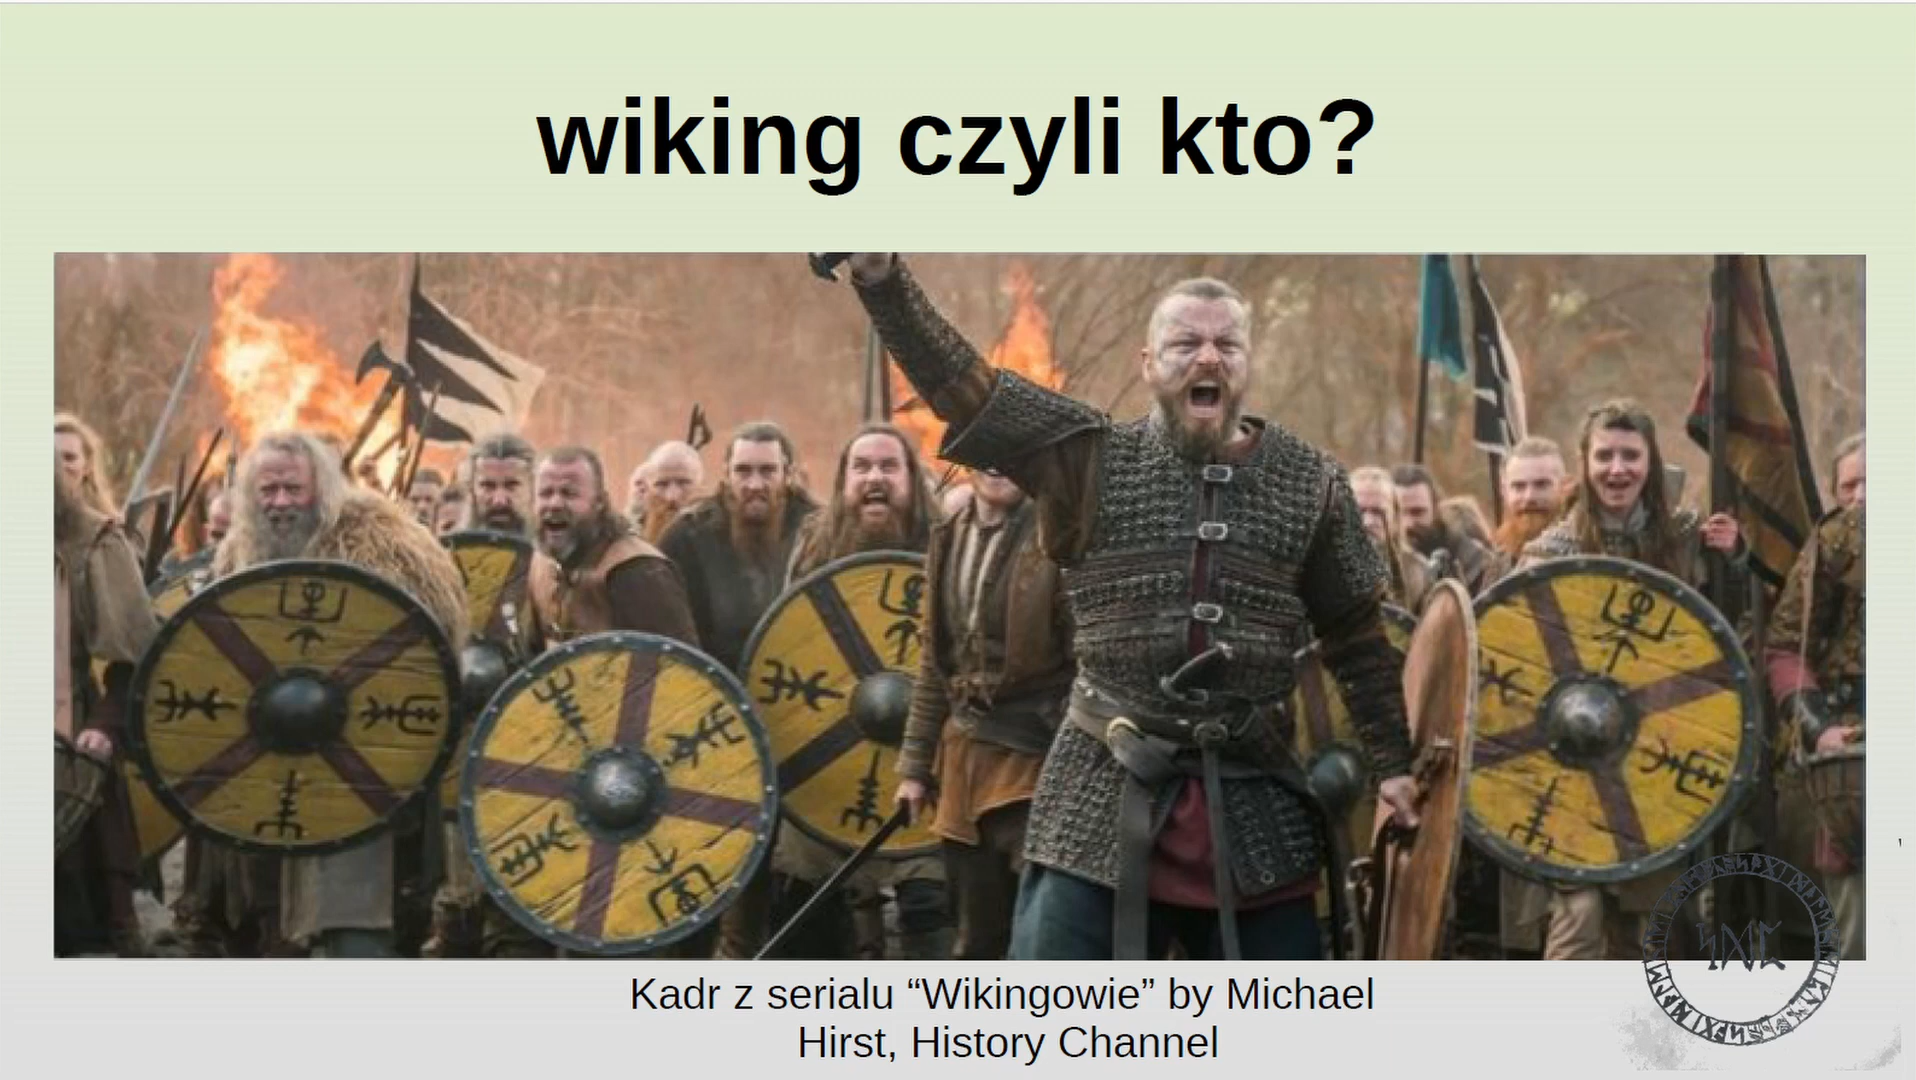 wiking czyli kto?
Kadr z serialu “Wikingowie” by Michael
Hirst, History Channel